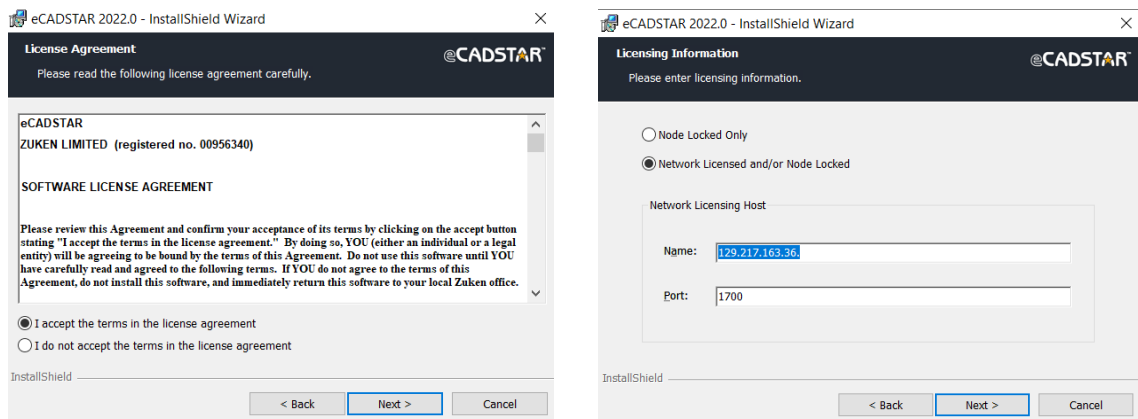 eCADSTAR 2022.0 - InstallShield Wizard
License Agreement
Please read the following license agreement carefully.
eCADSTAR
eCADSTAR
ZUKEN LIMITED (registered no. 00956340)
SOFTWARE LICENSE AGREEMENT
Please review this Agreement and confirm your acceptance of its terms by clicking on the accept button
stating "I accept the terms in the license agreement." By doing so, YOU (either an individual or a legal
entity) will be agreeing to be bound by the terms of this Agreement. Do not use this software until YOU
have carefully read and agreed to the following terms. If YOU do not agree to the terms of this
Agreement, do not install this software, and immediately return this software to your local Zuken office.
I accept the terms in the license agreement
I do not accept the terms in the license agreement
InstallShield
< Back Next > Cancel
eCADSTAR 2022.0 - InstallShield Wizard
Licensing Information
Please enter licensing information.
eCADSTAR
Node Locked Only
Network Licensed and/or Node Locked
Network Licensing Host
Name: 129.217.163.36.
Port: 1700
InstallShield
< Back Next > Cancel